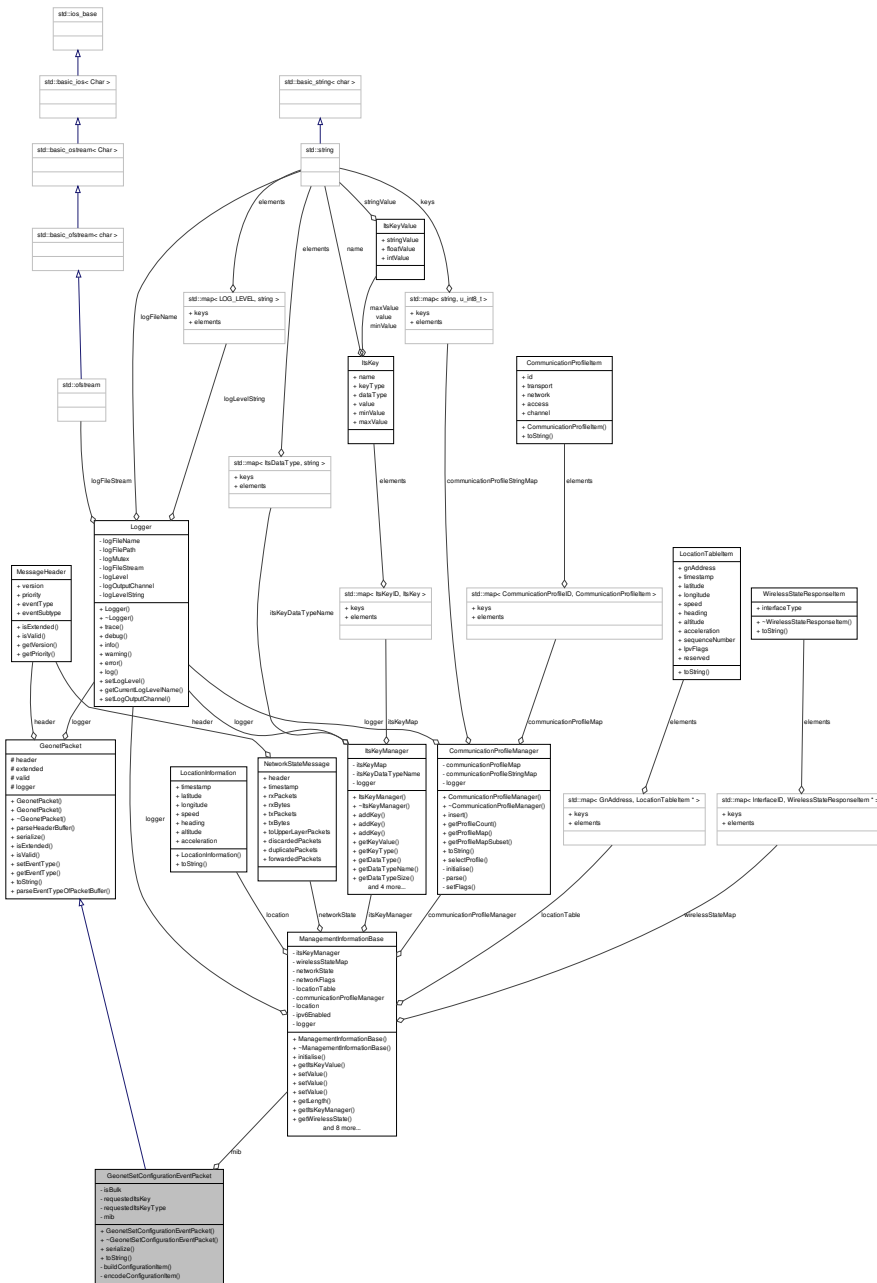 std::ios_base
std::basic_ios< Char >
std::basic_string< char >
std::basic_ostream< Char >
std::string
elements
stringValue
keys
ItsKeyValue
+ stringValue
+ floatValue
+ intValue
std::basic_ofstream< char >
elements
name
std::map< LOG_LEVEL, string >
+ keys
+ elements
std::map< string, u_int8_t >
+ keys
+ elements
logFileName
maxValue
value
minValue
ItsKey
+ name
+ keyType
+ dataType
+ value
+ minValue
+ maxValue
CommunicationProfileItem
+ id
+ transport
+ network
+ access
+ channel
+ CommunicationProfileItem()
+ toString()
std::ofstream
logLevelString
std::map< ItsDataType, string >
+ keys
+ elements
logFileStream
elements
communicationProfileStringMap
elements
Logger
- logFileName
- logFilePath
- logMutex
- logFileStream
- logLevel
- logOutputChannel
- logLevelString
+ Logger()
+ ~Logger()
+ trace()
+ debug()
+ info()
+ warning()
+ error()
+ log()
+ setLogLevel()
+ getCurrentLogLevelName()
+ setLogOutputChannel()
MessageHeader
+ version
+ priority
+ eventType
+ eventSubtype
+ isExtended()
+ isValid()
+ getVersion()
+ getPriority()
itsKeyDataTypeName
std::map< ItsKeyID, ItsKey >
+ keys
+ elements
std::map< CommunicationProfileID, CommunicationProfileItem >
+ keys
+ elements
LocationTableItem
+ gnAddress
+ timestamp
+ latitude
+ longitude
+ speed
+ heading
+ altitude
+ acceleration
+ sequenceNumber
+ lpvFlags
+ reserved
+ toString()
WirelessStateResponseItem
+ interfaceType
+ ~WirelessStateResponseItem()
+ toString()
header
logger
header
logger
logger
itsKeyMap
communicationProfileMap
elements
elements
GeonetPacket
# header
# extended
# valid
# logger
+ GeonetPacket()
+ GeonetPacket()
+ ~GeonetPacket()
+ parseHeaderBuffer()
+ serialize()
+ isExtended()
+ isValid()
+ setEventType()
+ getEventType()
+ toString()
+ parseEventTypeOfPacketBuffer()
logger
LocationInformation
+ timestamp
+ latitude
+ longitude
+ speed
+ heading
+ altitude
+ acceleration
+ LocationInformation()
+ toString()
NetworkStateMessage
+ header
+ timestamp
+ rxPackets
+ rxBytes
+ txPackets
+ txBytes
+ toUpperLayerPackets
+ discardedPackets
+ duplicatePackets
+ forwardedPackets
ItsKeyManager
- itsKeyMap
- itsKeyDataTypeName
- logger
+ ItsKeyManager()
+ ~ItsKeyManager()
+ addKey()
+ addKey()
+ addKey()
+ getKeyValue()
+ getKeyType()
+ getDataType()
+ getDataTypeName()
+ getDataTypeSize()
and 4 more...
CommunicationProfileManager
- communicationProfileMap
- communicationProfileStringMap
- logger
+ CommunicationProfileManager()
+ ~CommunicationProfileManager()
+ insert()
+ getProfileCount()
+ getProfileMap()
+ getProfileMapSubset()
+ toString()
+ selectProfile()
- initialise()
- parse()
- setFlags()
std::map< GnAddress, LocationTableItem * >
+ keys
+ elements
std::map< InterfaceID, WirelessStateResponseItem * >
+ keys
+ elements
location
networkState
itsKeyManager
communicationProfileManager
locationTable
wirelessStateMap
ManagementInformationBase
- itsKeyManager
- wirelessStateMap
- networkState
- networkFlags
- locationTable
- communicationProfileManager
- location
- ipv6Enabled
- logger
+ ManagementInformationBase()
+ ~ManagementInformationBase()
+ initialise()
+ getItsKeyValue()
+ setValue()
+ setValue()
+ setValue()
+ getLength()
+ getItsKeyManager()
+ getWirelessState()
and 8 more...
mib
GeonetSetConfigurationEventPacket
- isBulk
- requestedItsKey
- requestedItsKeyType
- mib
+ GeonetSetConfigurationEventPacket()
+ ~GeonetSetConfigurationEventPacket()
+ serialize()
+ toString()
- buildConfigurationItem()
- encodeConfigurationItem()